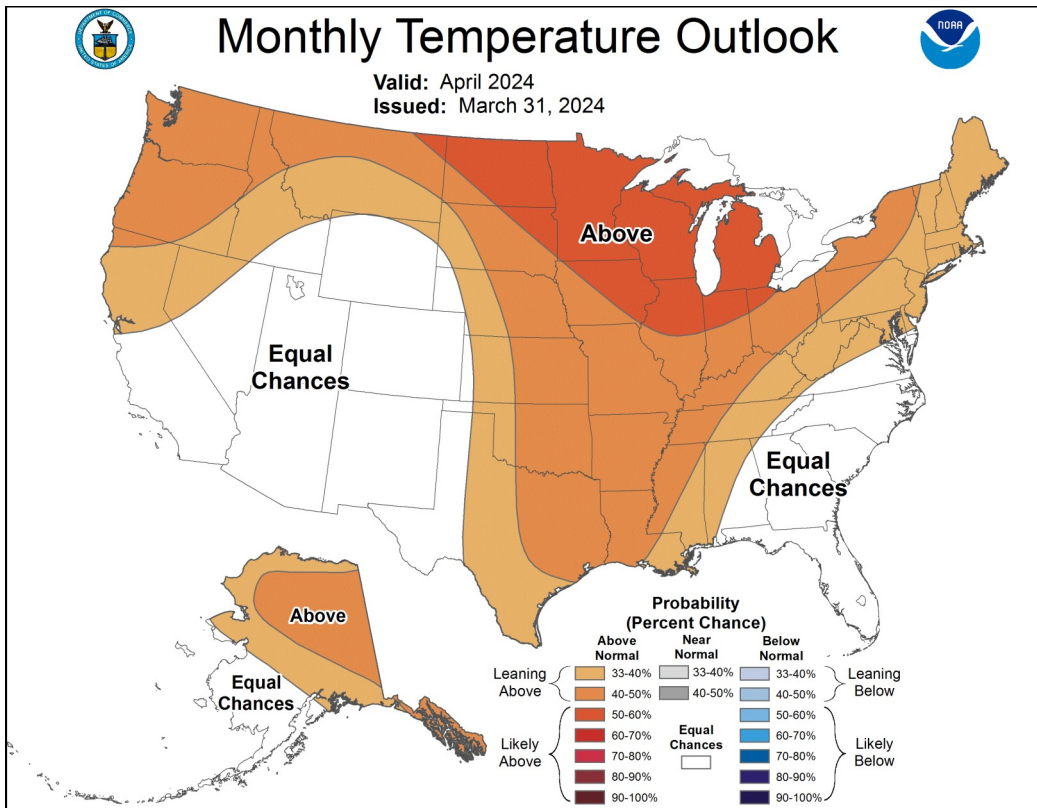 Monthly Temperature Outlook
NOAA
Valid: April 2024
Issued: March 31, 2024
Above
Equal
Chances
Equal
Chances
Above
Equal
Chances
Probability
(Percent Chance)
Above
Normal
Near
Normal
Below
Normal
Leaning
Above
33-40%
33-40%
33-40%
Leaning
Below
40-50%
40-50%
40-50%
Likely
Above
50-60%
60-70%
70-80%
80-90%
90-100%
Equal
Chances
50-60%
60-70%
70-80%
80-90%
90-100%
Likely
Below